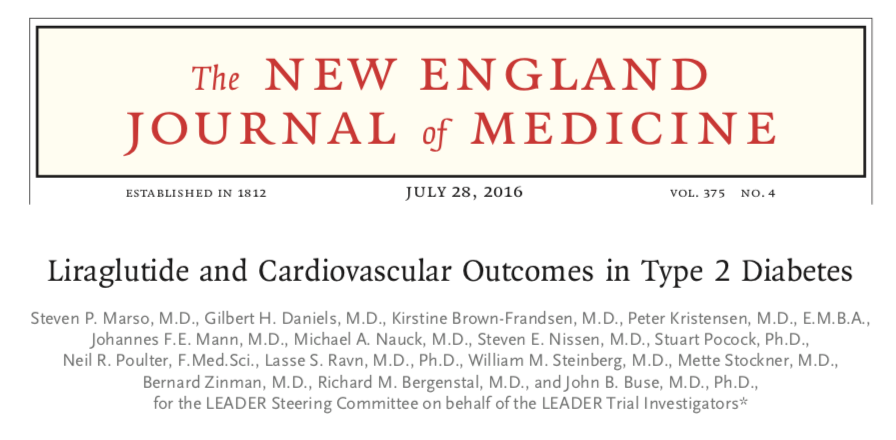 The NEW ENGLAND
JOURNAL of MEDICINE
ESTABLISHED IN 1812 JULY 28, 2016 VOL. 375 NO. 4
Liraglutide and Cardiovascular Outcomes in Type 2 Diabetes
Steven P. Marso, M.D., Gilbert H. Daniels, M.D., Kirstine Brown-Frandsen, M.D., Peter Kristensen, M.D., E.M.B.A.,
Johannes F.E. Mann, M.D., Michael A. Nauck, M.D., Steven E. Nissen, M.D., Stuart Pocock, Ph.D.,
Neil R. Poulter, F.Med.Sci., Lasse S. Ravn, M.D., Ph.D., William M. Steinberg, M.D., Mette Stockner, M.D.,
Bernard Zinman, M.D., Richard M. Bergenstal, M.D., and John B. Buse, M.D., Ph.D.,
for the LEADER Steering Committee on behalf of the LEADER Trial Investigators*